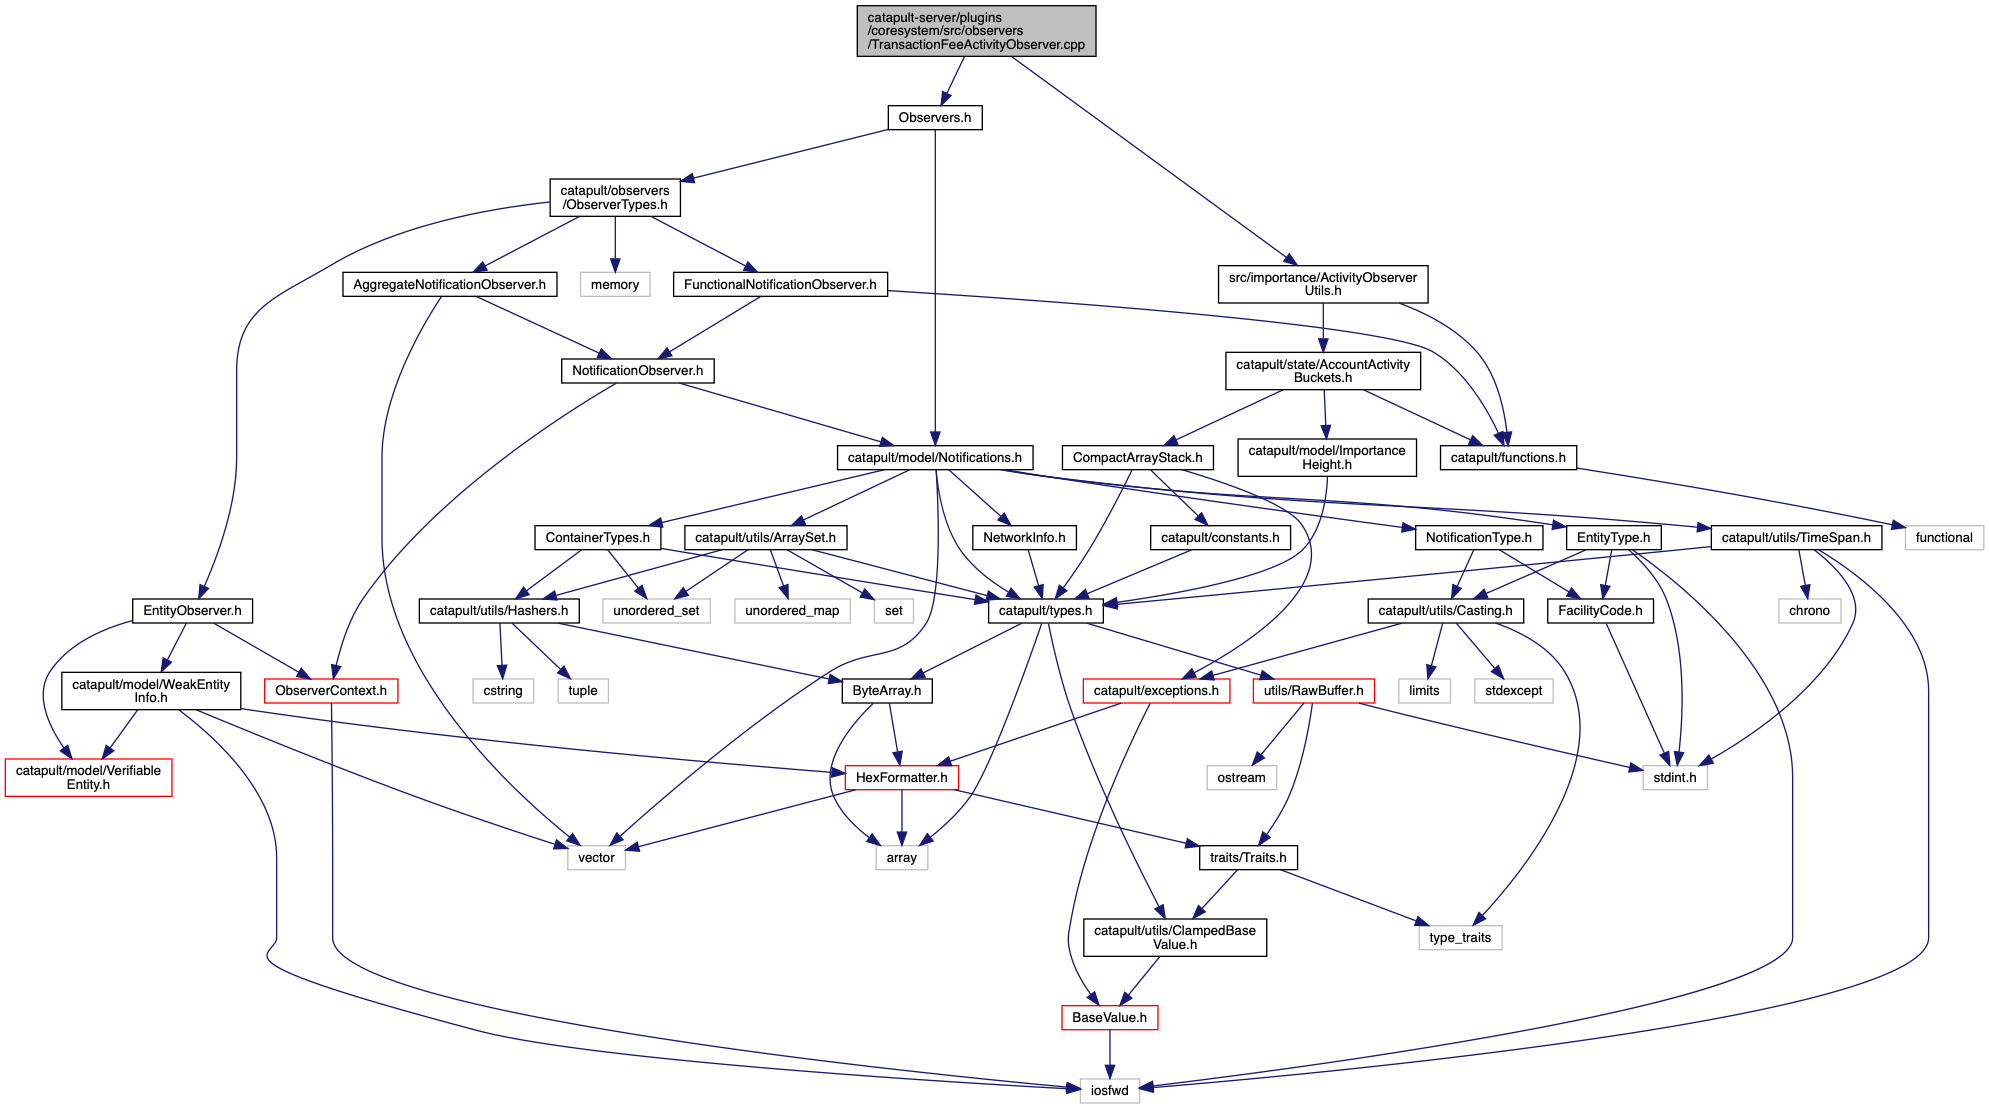 catapult-server/plugins
/coresystem/src/observers
/TransactionFeeActivityObserver.cpp
Observers.h
catapult/observers
/ObserverTypes.h
AggregateNotificationObserver.h
memory
FunctionalNotificationObserver.h
src/importance/ActivityObserver
Utils.h
NotificationObserver.h
catapult/state/AccountActivity
Buckets.h
catapult/model/Notifications.h
CompactArrayStack.h
catapult/model/Importance
Height.h
catapult/functions.h
ContainerTypes.h
catapult/utils/ArraySet.h
NetworkInfo.h
catapult/constants.h
NotificationType.h
EntityType.h
catapult/utils/TimeSpan.h
functional
EntityObserver.h
catapult/utils/Hashers.h
unordered_set
unordered_map
set
catapult/types.h
catapult/utils/Casting.h
FacilityCode.h
chrono
catapult/model/WeakEntity
Info.h
ObserverContext.h
cstring
tuple
ByteArray.h
catapult/exceptions.h
utils/RawBuffer.h
limits
stdexcept
catapult/model/Verifiable
Entity.h
HexFormatter.h
ostream
stdint.h
vector
array
traits/Traits.h
catapult/utils/ClampedBase
Value.h
type_traits
BaseValue.h
iosfwd